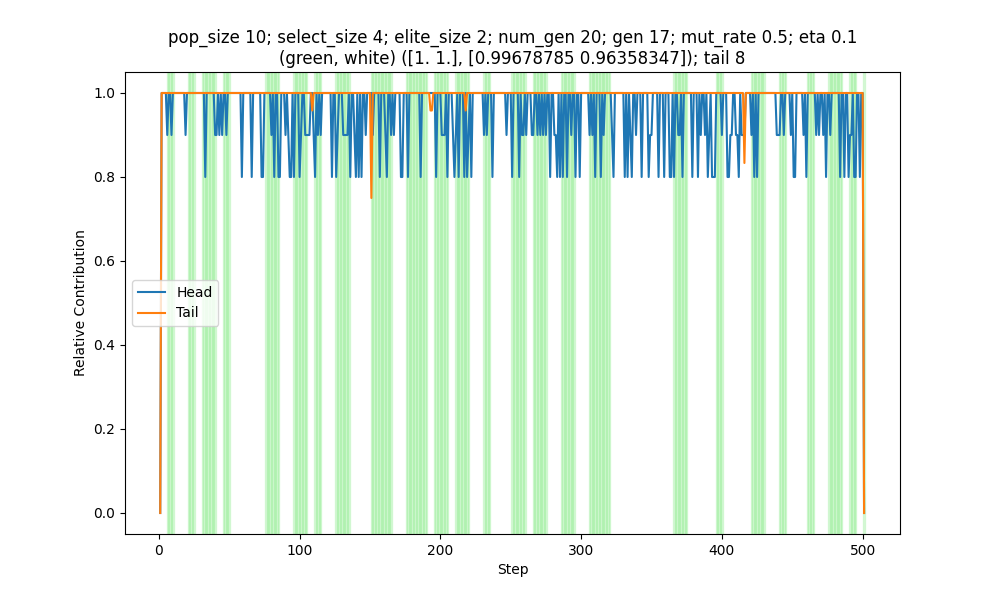 pop_size 10; select_size 4; elite_size 2; num_gen 20; gen 17; mut_rate 0.5; eta 0.1
(green, white) ([1. 1.], [0.99678785 0.96358347]); tail 8
1.0
0.8
0.6
0.4
0.2
0.0
Relative Contribution
Head
Tail
0
100
200
300
400
500
Step